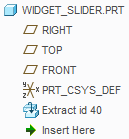 WIDGET_SLIDER.PRT
RIGHT
TOP
FRONT
PRT_CSYS_DEF
Extract id 40
Insert Here